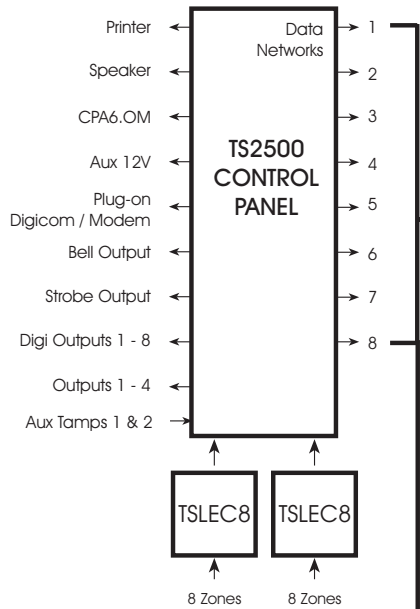 Printer
Speaker
CPA6.OM
Aux 12V
Plug-on
Digicom / Modem
Bell Output
Strobe Output
Digi Outputs 1 - 8
Outputs 1 - 4
Aux Tamps 1 & 2
Data
Networks
TS2500
CONTROL
PANEL
1
2
3
4
5
6
7
8
TSLEC8
TSLEC8
8 Zones
8 Zones